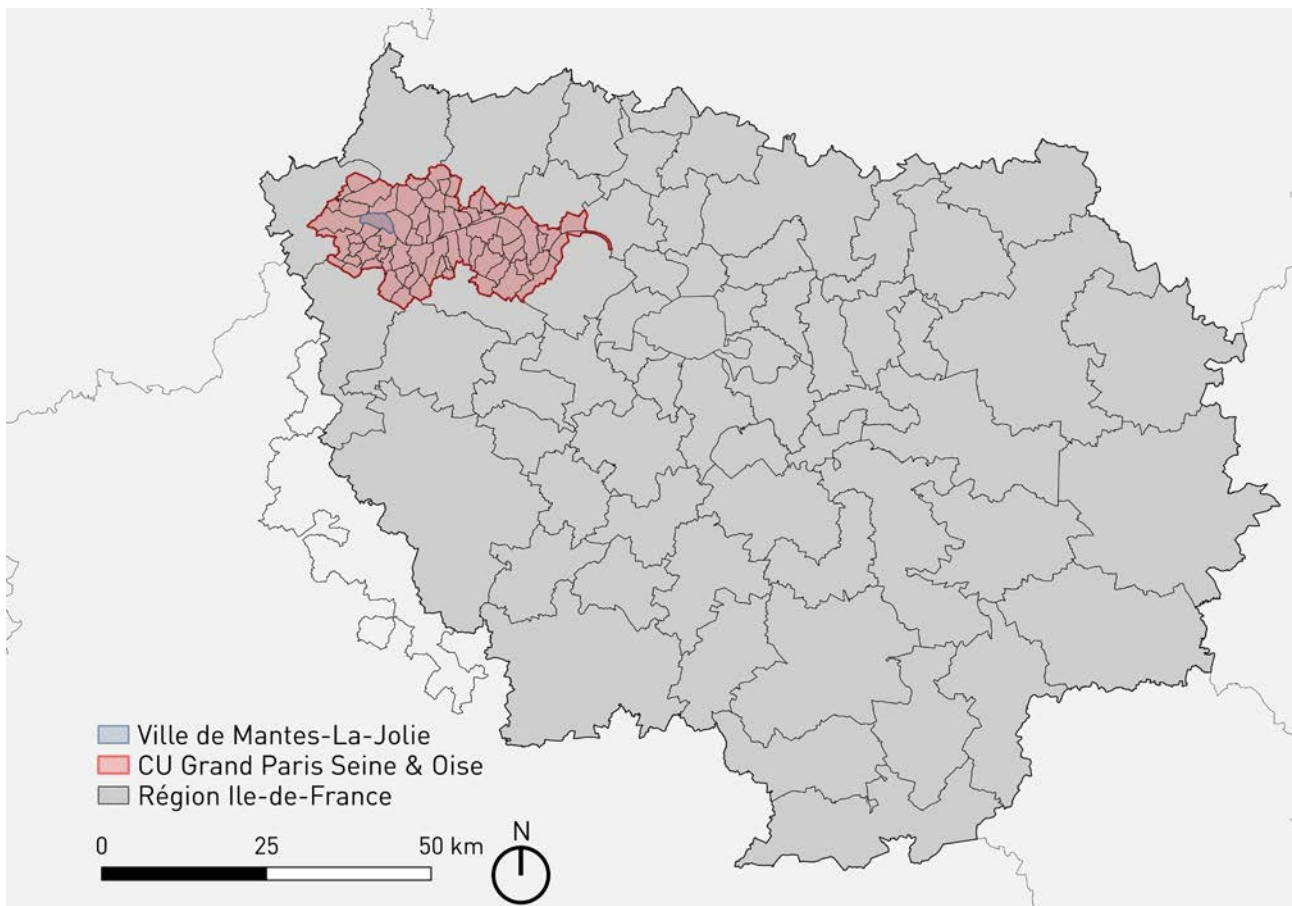 Ville de Mantes-La-Jolie
CU Grand Paris Seine & Oise
Région Ile-de-France
0 25 50 km
N